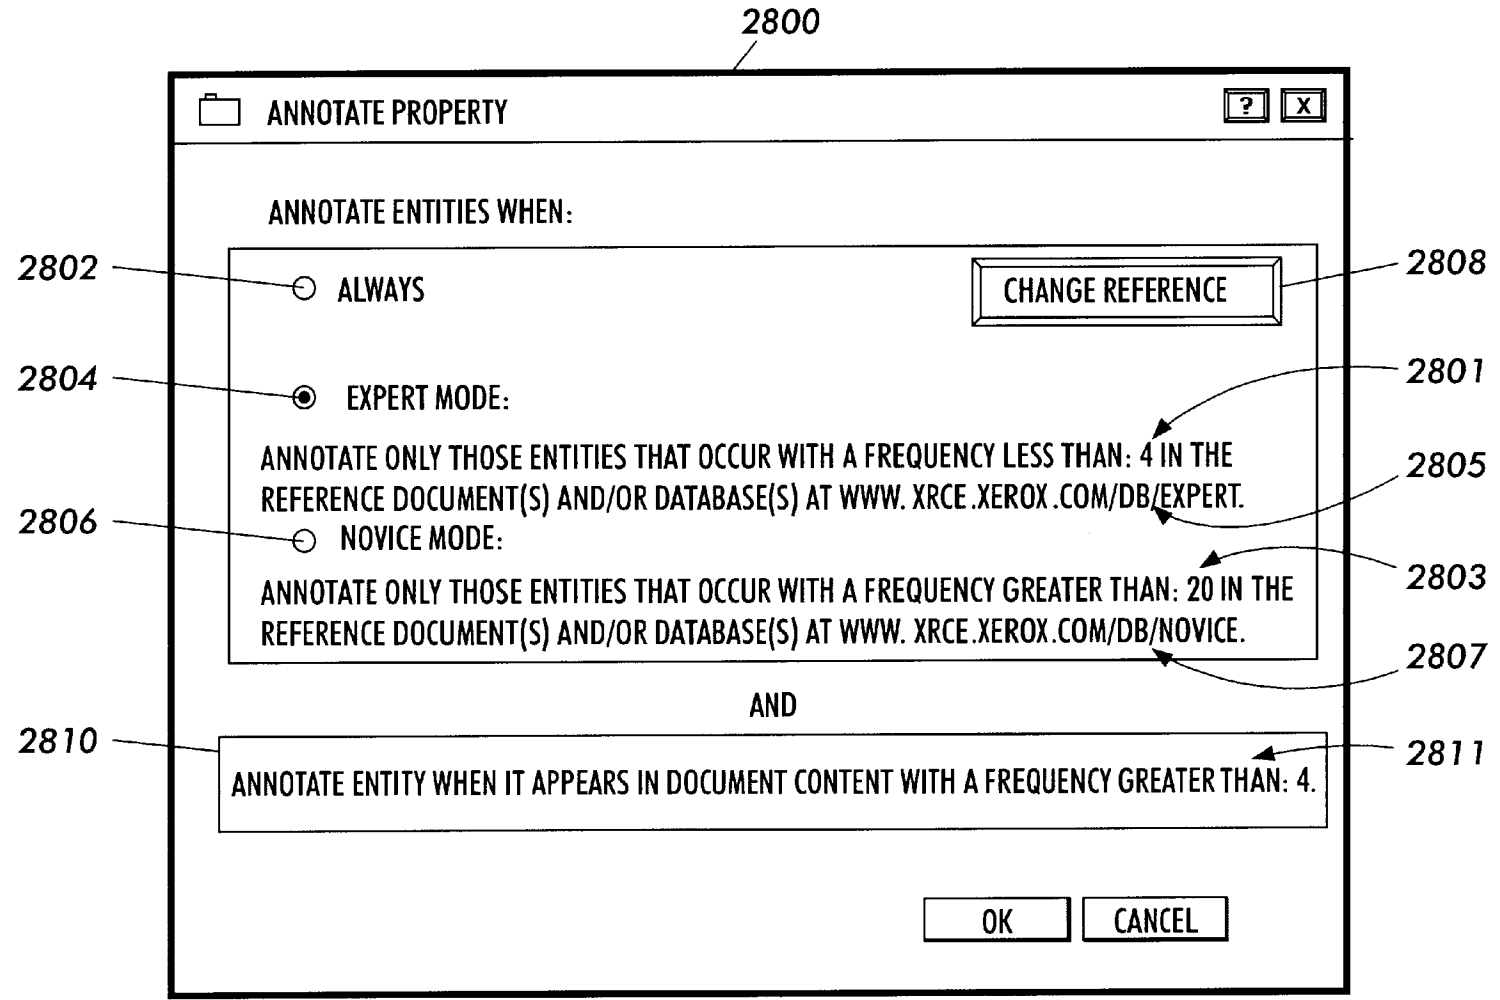 2800
ANNOTATE PROPERTY ? X
ANNOTATE ENTITIES WHEN:
2802 ALWAYS CHANGE REFERENCE 2808
2801
2804 EXPERT MODE:
ANNOTATE ONLY THOSE ENTITIES THAT OCCUR WITH A FREQUENCY LESS THAN: 4 IN THE
2805
REFERENCE DOCUMENT(S) AND/OR DATABASE(S) AT WWW. XRCE.XEROX.COM/DB/EXPERT.
2806 NOVICE MODE:
2803
ANNOTATE ONLY THOSE ENTITIES THAT OCCUR WITH A FREQUENCY GREATER THAN: 20 IN THE
REFERENCE DOCUMENT(S) AND/OR DATABASE(S) AT WWW. XRCE.XEROX.COM/DB/NOVICE.
2807
AND
2810 2811
ANNOTATE ENTITY WHEN IT APPEARS IN DOCUMENT CONTENT WITH A FREQUENCY GREATER THAN: 4.
OK CANCEL